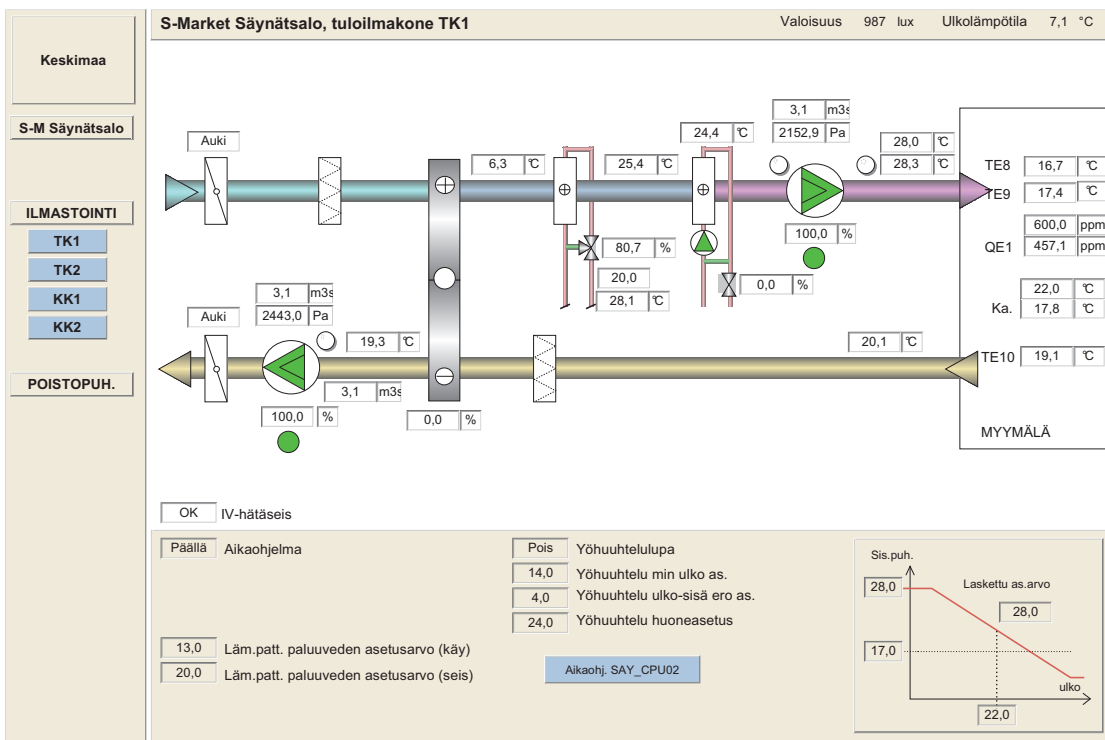 S-Market Säynätsalo, tuloilmakone TK1
Valoisuus 987 lux Ulkolämpötila 7,1 °C
Keskimaa
S-M Säynätsalo
ILMASTOINTI
TK1
TK2
KK1
KK2
POISTOPUH.
Auki
6,3 °C
25,4 °C
24,4 °C
3,1 m3s
2152,9 Pa
28,0 °C
28,3 °C
TE8 16,7 °C
TE9 17,4 °C
600,0 ppm
QE1 457,1 ppm
22,0 °C
Ka. 17,8 °C
80,7 %
20,0
28,1 °C
0,0 %
100,0 %
Auki
3,1 m3s
2443,0 Pa
19,3 °C
3,1 m3s
100,0 %
0,0 %
20,1 °C
TE10 19,1 °C
MYYMÄLÄ
OK IV-hätäseis
Päällä Aikaohjelma
13,0 Läm.patt. paluuveden asetusarvo (käy)
20,0 Läm.patt. paluuveden asetusarvo (seis)
Pois Yöhuuhtelulupa
14,0 Yöhuuhtelu min ulko as.
4,0 Yöhuuhtelu ulko-sisä ero as.
24,0 Yöhuuhtelu huoneasetus
Aikaohj. SAY_CPU02
Sis.puh.
28,0
Laskettu as.arvo
28,0
17,0
ulko
22,0